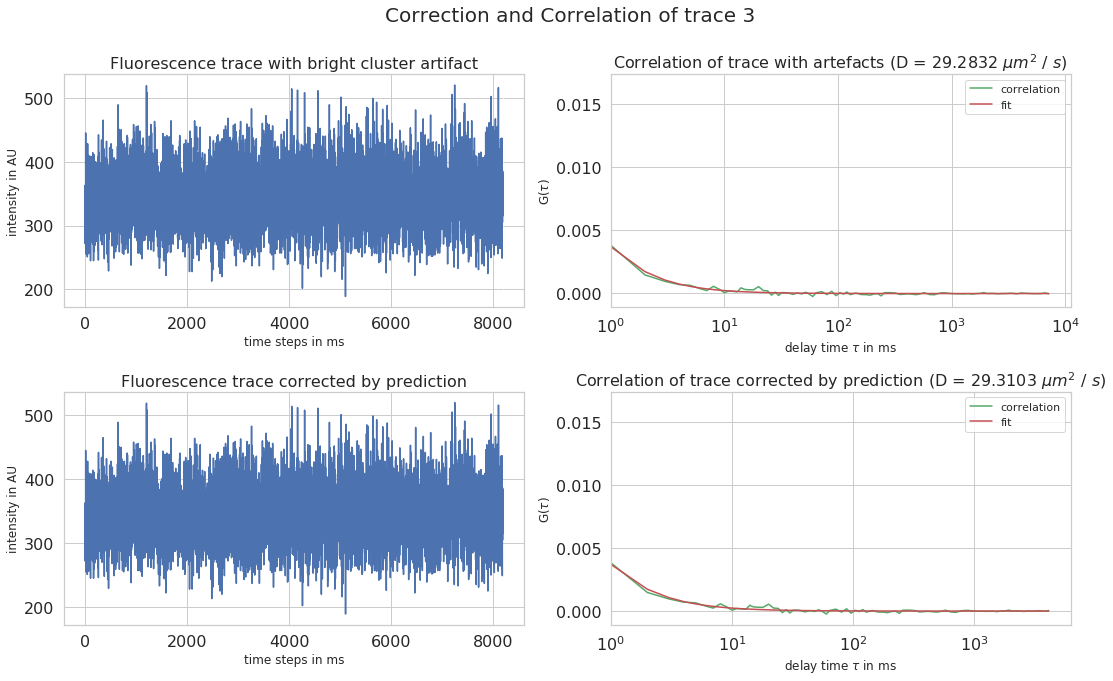 Correction and Correlation of trace 3
Fluorescence trace with bright cluster artifact
intensity in AU
500
400
300
200
0 2000 4000 6000 8000
time steps in ms
Correlation of trace with artefacts (D = 29.2832 μm² / s)
correlation
fit
G(τ)
0.015
0.010
0.005
0.000
10⁰ 10¹ 10² 10³ 10⁴
delay time τ in ms
Fluorescence trace corrected by prediction
intensity in AU
500
400
300
200
0 2000 4000 6000 8000
time steps in ms
Correlation of trace corrected by prediction (D = 29.3103 μm² / s)
correlation
fit
G(τ)
0.015
0.010
0.005
0.000
10⁰ 10¹ 10² 10³
delay time τ in ms